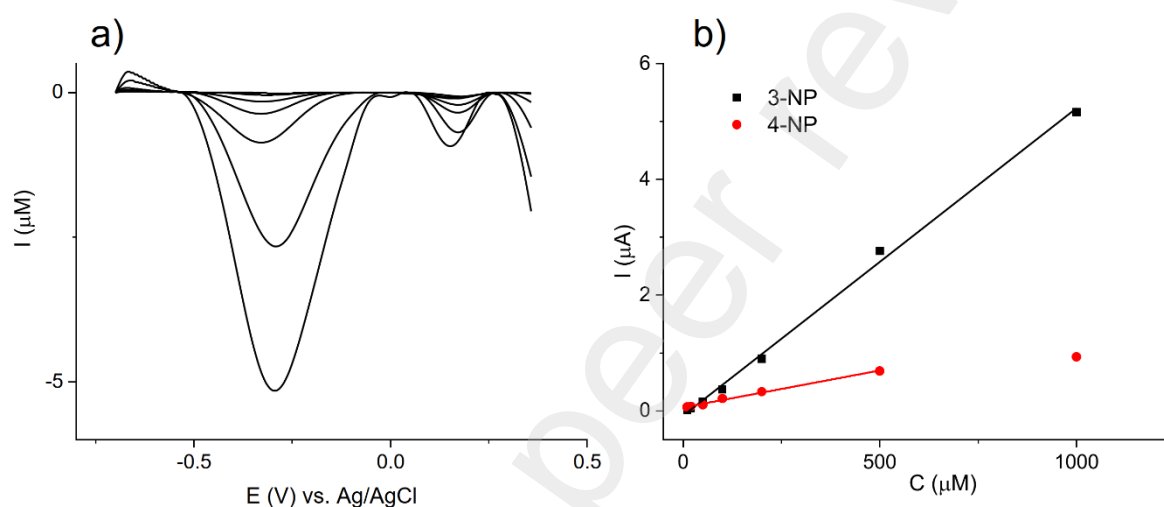 a)
0
-5
I (μM)
-0.5
0.0
0.5
E (V) vs. Ag/AgCl
b)
3-NP
4-NP
6
4
2
0
I (μA)
0
500
1000
C (μM)
peer rev